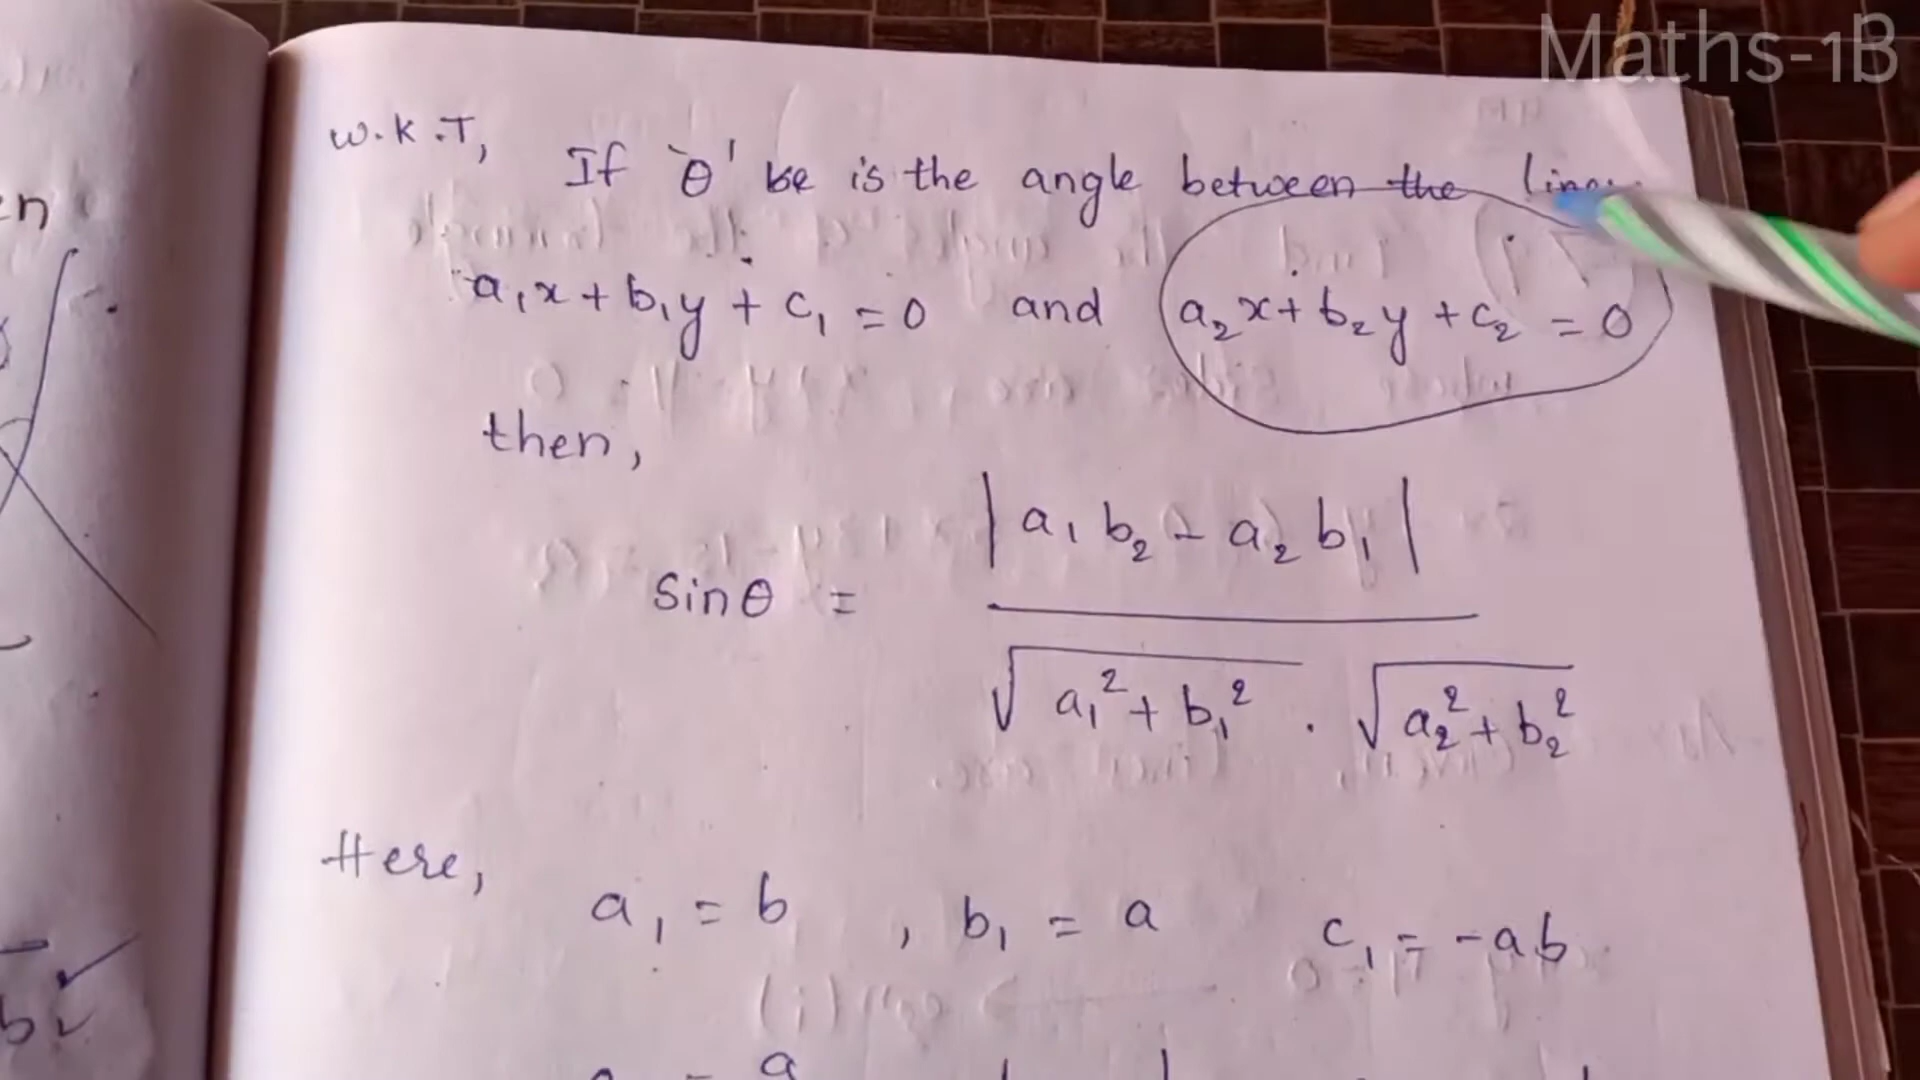 Maths-1B
w.k.T, If 'θ' be is the angle between the lines
a₁x + b₁y + c₁ = 0 and a₂x + b₂y + c₂ = 0
then,
Sinθ = |a₁b₂ - a₂b₁| / √a₁²+b₁² . √a₂²+b₂²
Here,
a₁ = b , b₁ = a c₁ = -ab